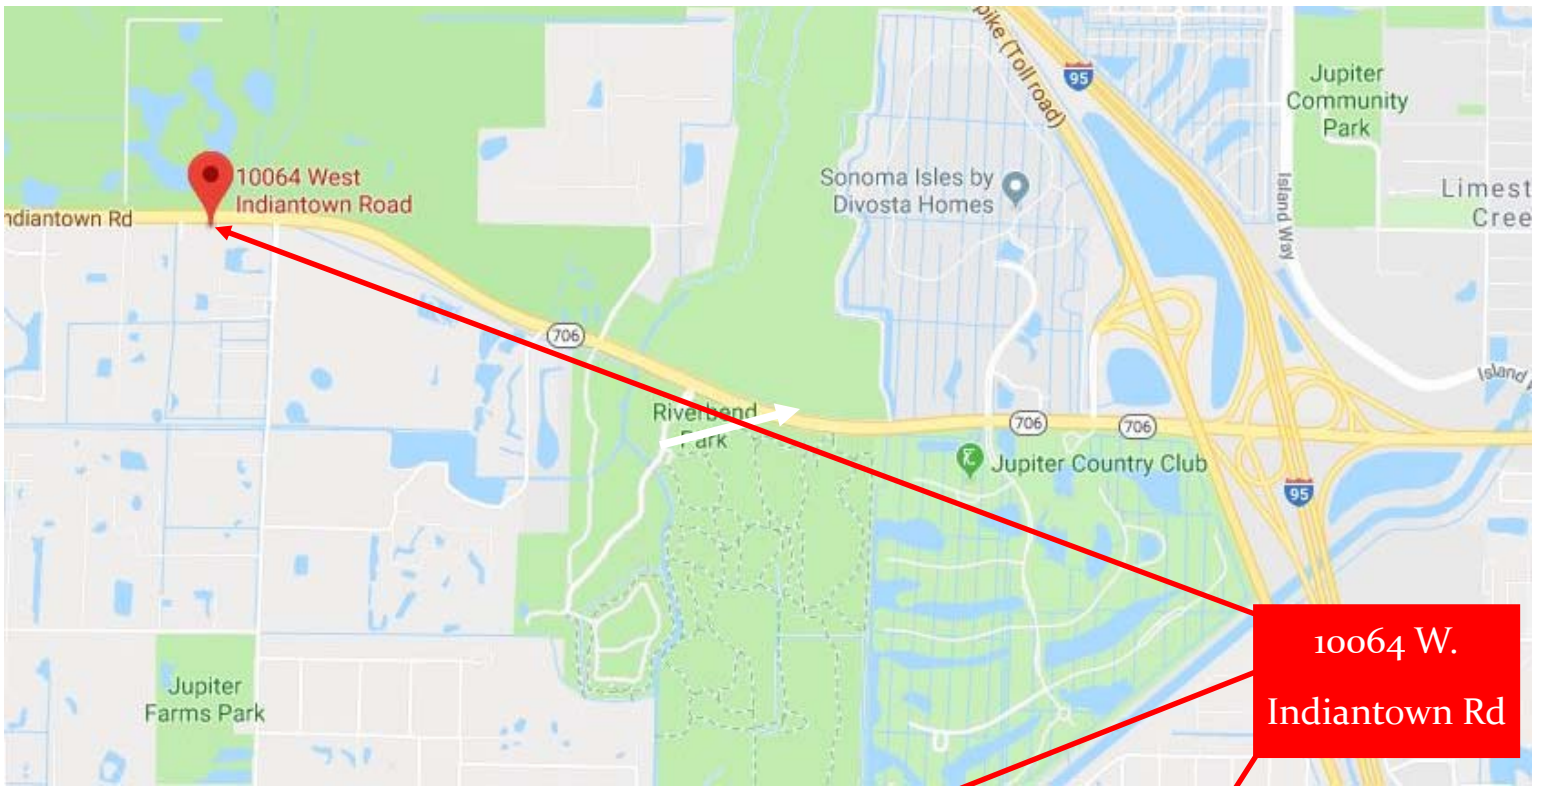 pike (Toll road)
95
Jupiter
Community
Park
10064 West
Indiantown Road
Sonoma Isles by
Divosta Homes
Island Way
Limest
Cree
ndiantown Rd
706
Island
Riverbend
Park
706
706
Jupiter Country Club
95
10064 W.
Indiantown Rd
Jupiter
Farms Park